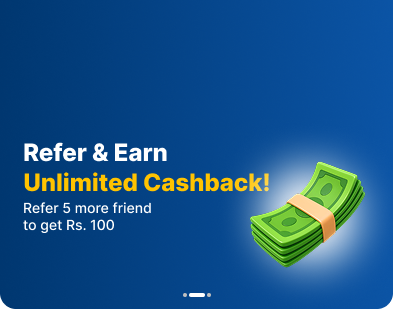 Refer & Earn
Unlimited Cashback!
Refer 5 more friend
to get Rs. 100